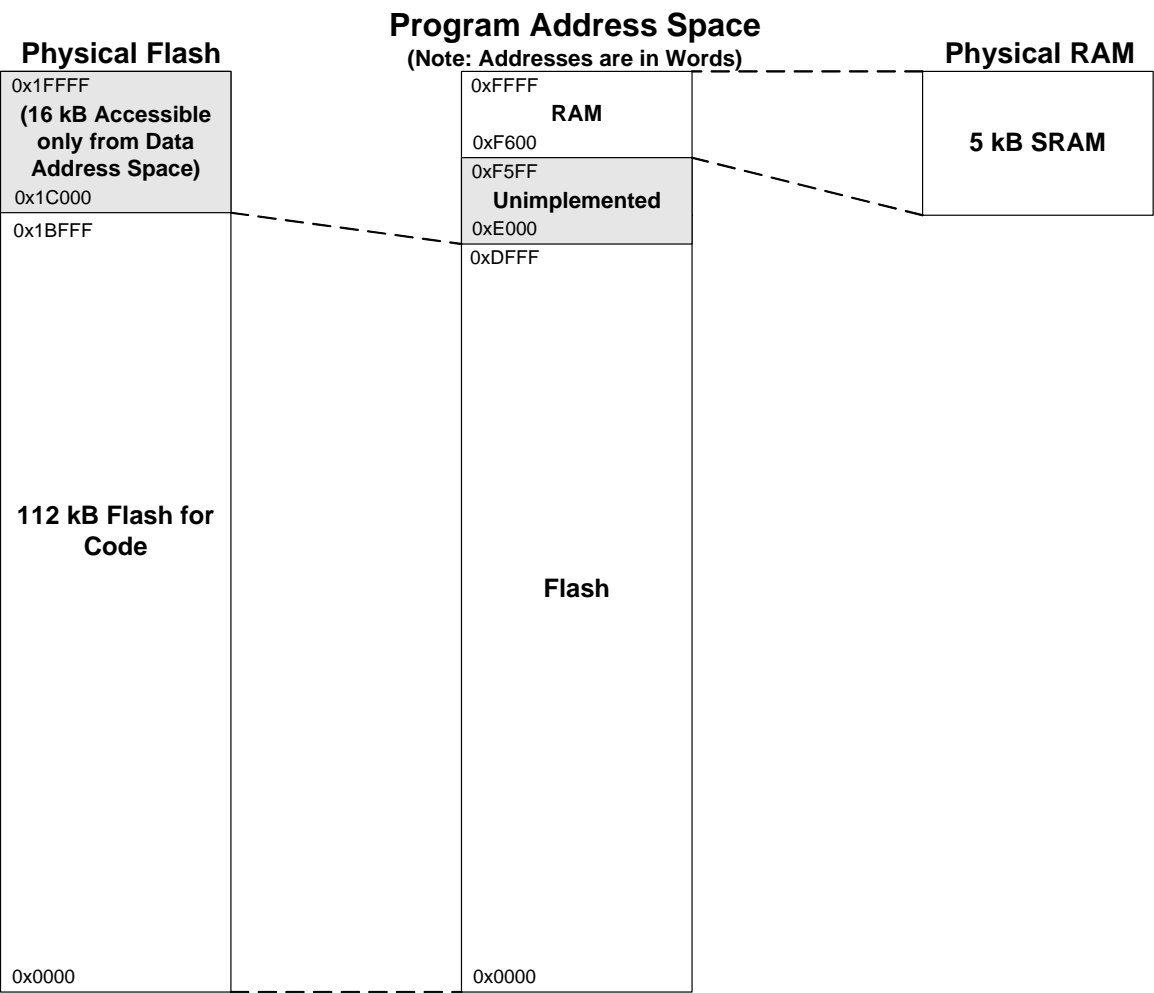 Physical Flash
0x1FFFF
(16 kB Accessible
only from Data
Address Space)
0x1C000
0x1BFFF
112 kB Flash for
Code
0x0000
Program Address Space
(Note: Addresses are in Words)
0xFFFF
RAM
0xF600
0xF5FF
Unimplemented
0xE000
0xDFFF
Flash
0x0000
Physical RAM
5 kB SRAM